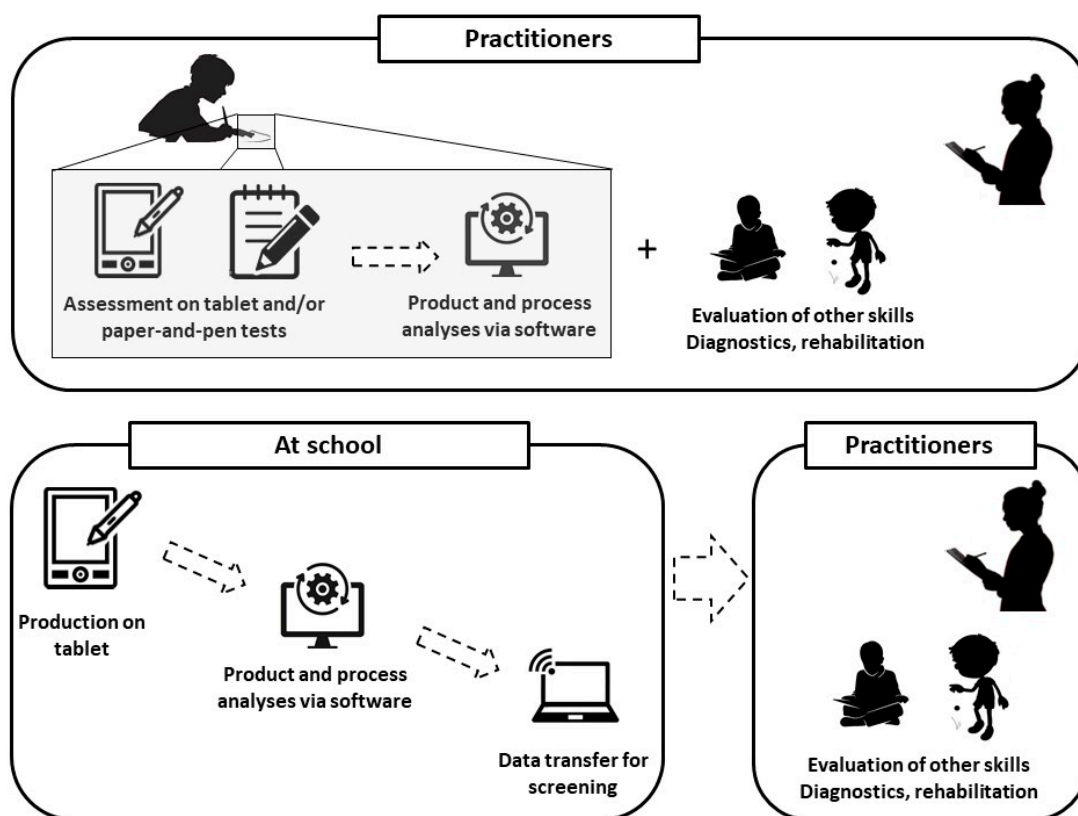 Practitioners
Assessment on tablet and/or
paper-and-pen tests
Product and process
analyses via software
+
Evaluation of other skills
Diagnostics, rehabilitation
At school
Production on
tablet
Product and process
analyses via software
Data transfer for
screening
Practitioners
Evaluation of other skills
Diagnostics, rehabilitation